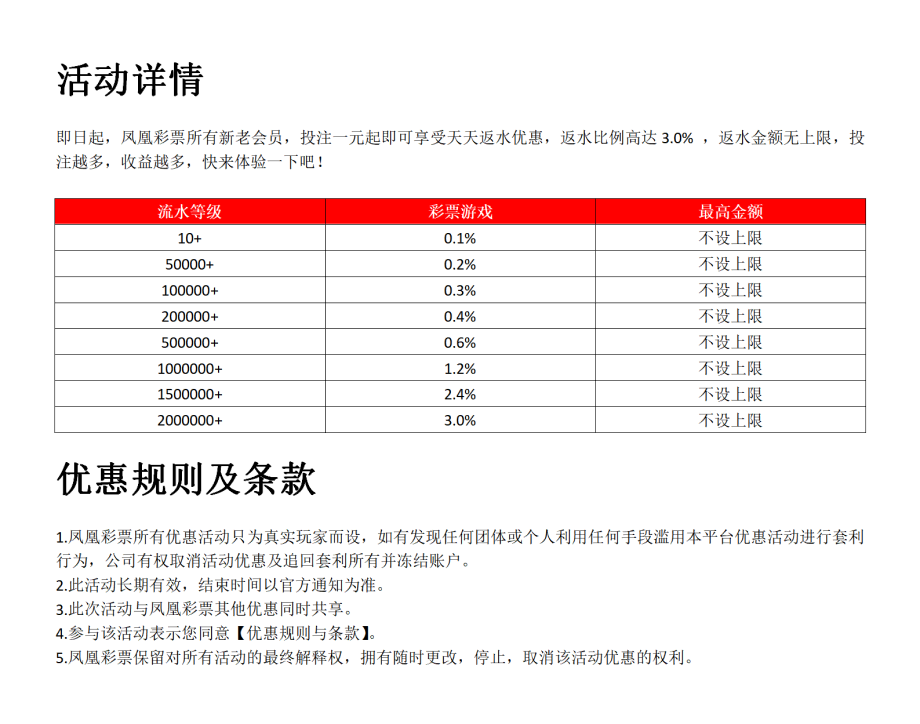 活动详情
即日起，凤凰彩票所有新老会员，投注一元起即可享受天天返水优惠，返水比例高达 3.0% ，返水金额无上限，投
注越多，收益越多，快来体验一下吧！
流水等级 彩票游戏 最高金额
10+ 0.1% 不设上限
50000+ 0.2% 不设上限
100000+ 0.3% 不设上限
200000+ 0.4% 不设上限
500000+ 0.6% 不设上限
1000000+ 1.2% 不设上限
1500000+ 2.4% 不设上限
2000000+ 3.0% 不设上限
优惠规则及条款
1.凤凰彩票所有优惠活动只为真实玩家而设，如有发现任何团体或个人利用任何手段滥用本平台优惠活动进行套利
行为，公司有权取消活动优惠及追回套利所有并冻结账户。
2.此活动长期有效，结束时间以官方通知为准。
3.此次活动与凤凰彩票其他优惠同时共享。
4.参与该活动表示您同意【优惠规则与条款】。
5.凤凰彩票保留对所有活动的最终解释权，拥有随时更改，停止，取消该活动优惠的权利。